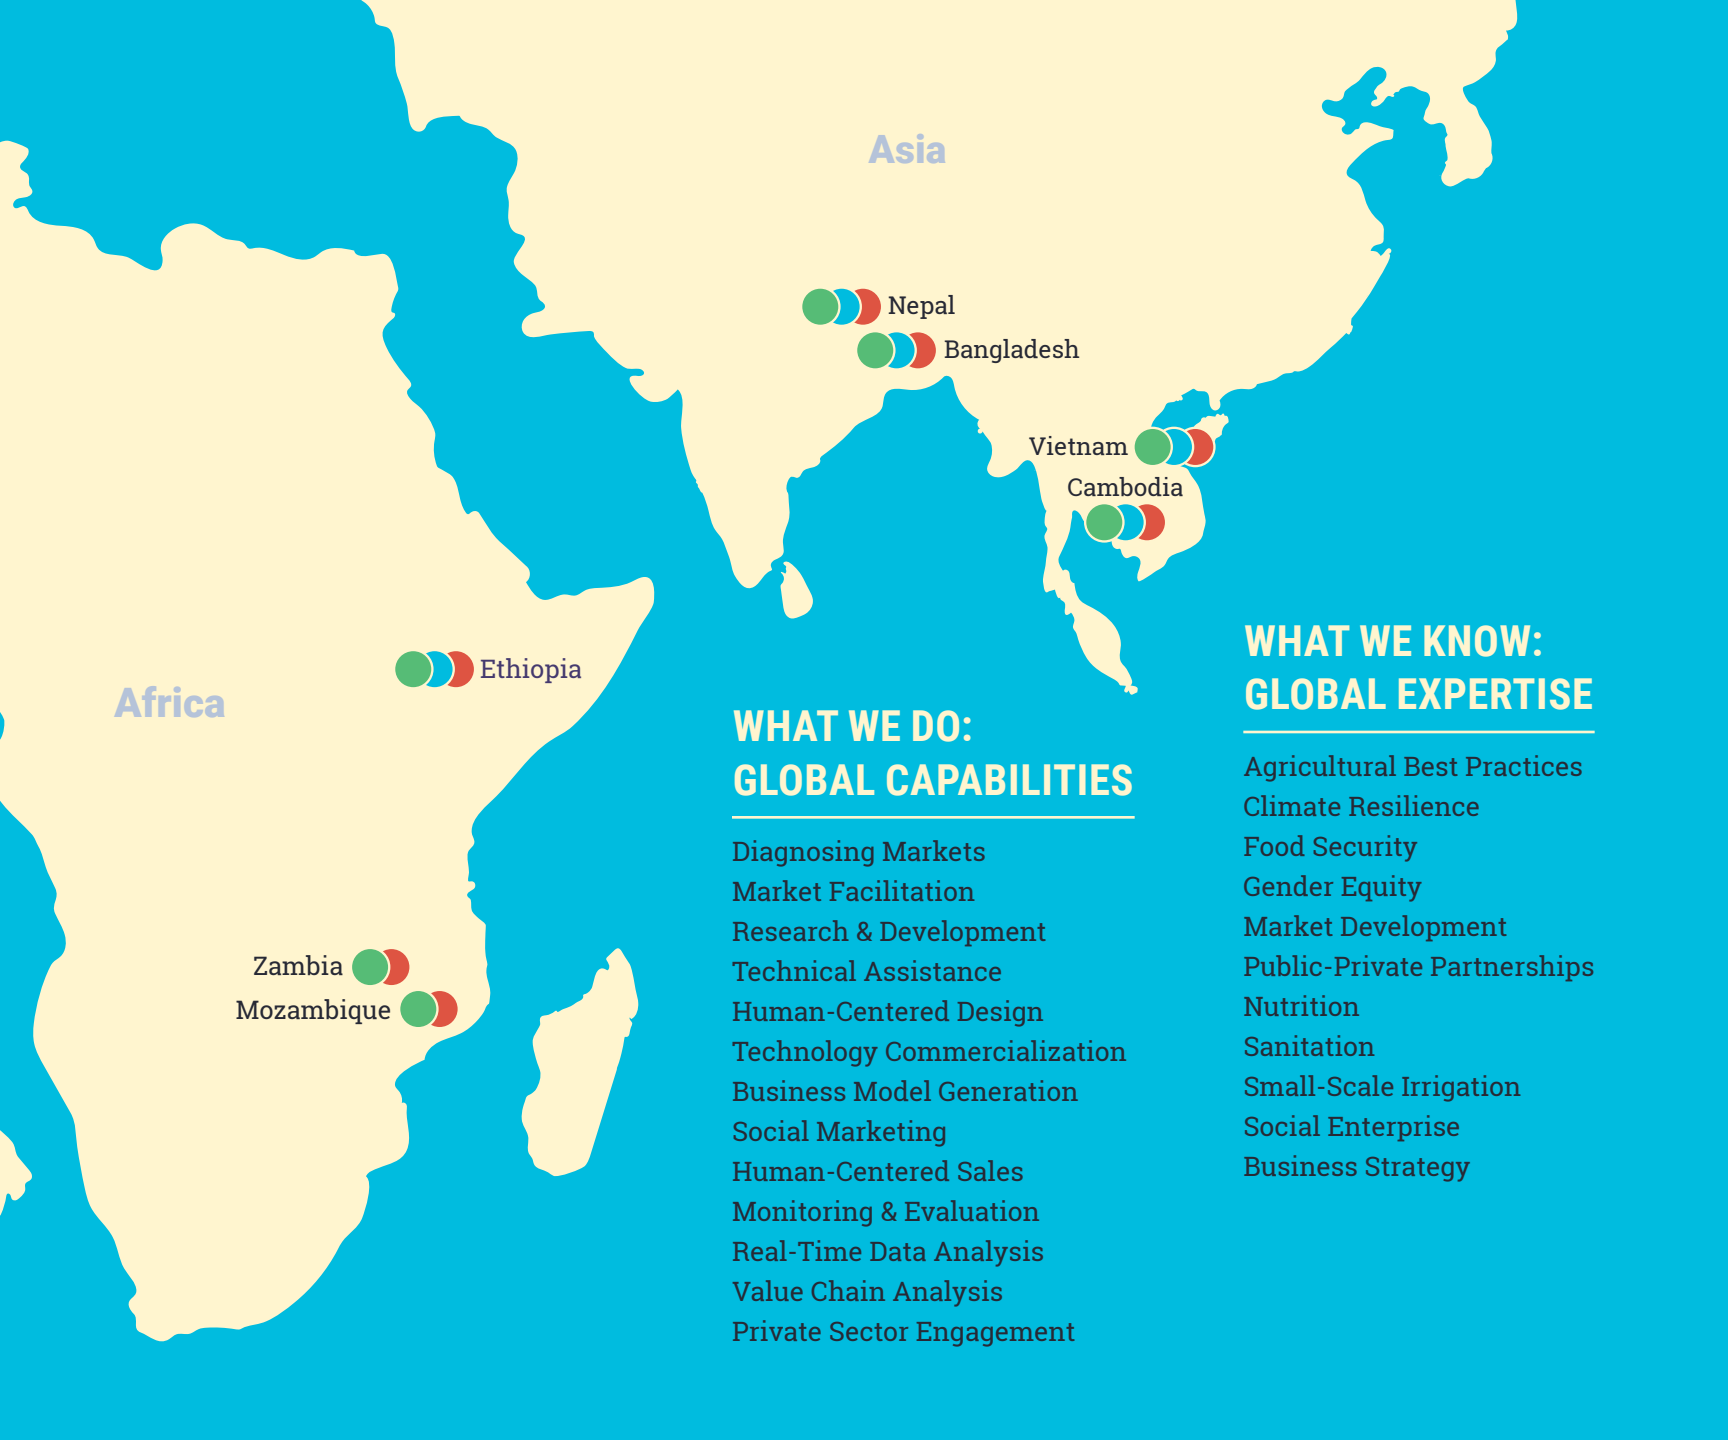 Asia
Nepal
Bangladesh
Vietnam
Cambodia
Ethiopia
Africa
Zambia
Mozambique
WHAT WE DO:
GLOBAL CAPABILITIES
Diagnosing Markets
Market Facilitation
Research & Development
Technical Assistance
Human-Centered Design
Technology Commercialization
Business Model Generation
Social Marketing
Human-Centered Sales
Monitoring & Evaluation
Real-Time Data Analysis
Value Chain Analysis
Private Sector Engagement
WHAT WE KNOW:
GLOBAL EXPERTISE
Agricultural Best Practices
Climate Resilience
Food Security
Gender Equity
Market Development
Public-Private Partnerships
Nutrition
Sanitation
Small-Scale Irrigation
Social Enterprise
Business Strategy